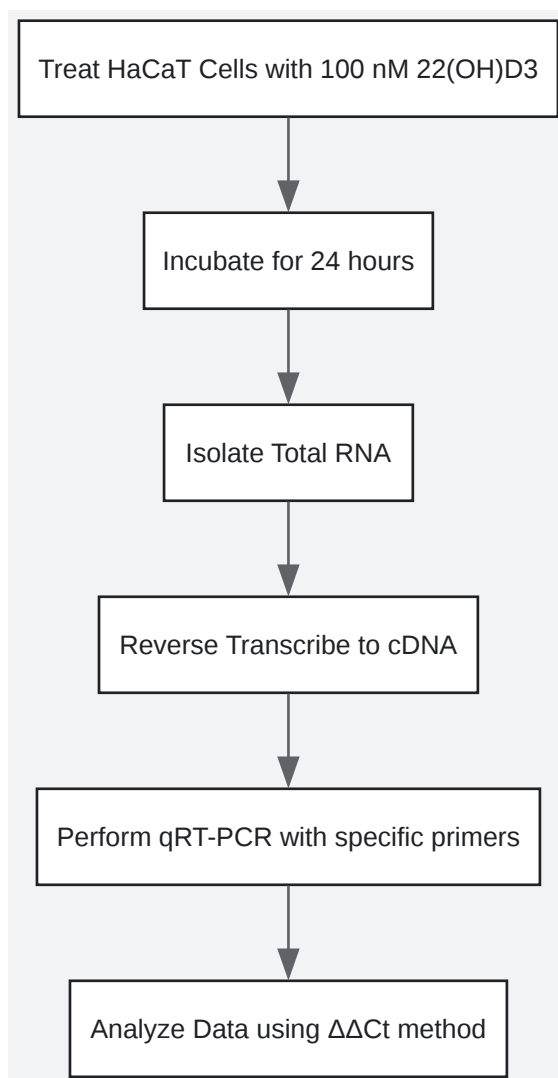 Treat HaCaT Cells with 100 nM 22(OH)D3
Incubate for 24 hours
Isolate Total RNA
Reverse Transcribe to cDNA
Perform qRT-PCR with specific primers
Analyze Data using ΔΔCt method